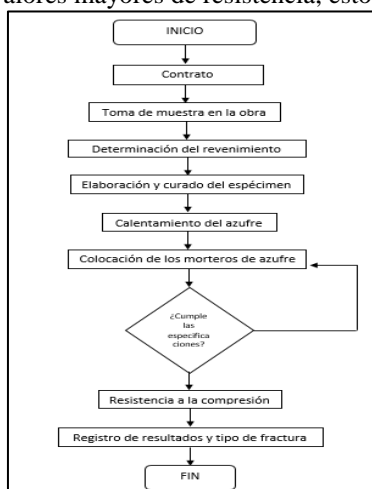 alores mayores de resistencia, esto
INICIO
Contrato
Toma de muestra en la obra
Determinación del revenimiento
Elaboración y curado del espécimen
Calentamiento del azufre
Colocación de los morteros de azufre
¿Cumple
las
especifica
ciones?
Resistencia a la compresión
Registro de resultados y tipo de fractura
FIN